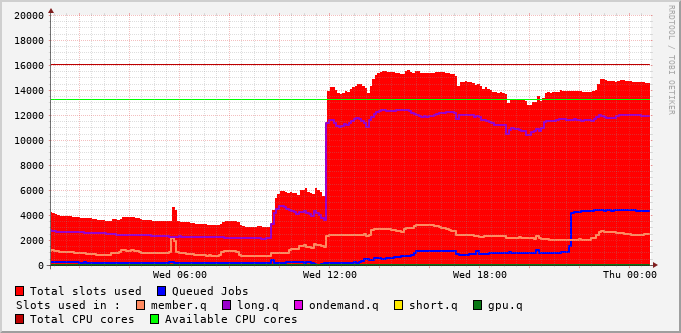 20000
18000
16000
14000
12000
10000
8000
6000
4000
2000
0
Wed 06:00 Wed 12:00 Wed 18:00 Thu 00:00
RRDTOOL / TOBI OETIKER
Total slots used Queued Jobs
Slots used in : member.q long.q ondemand.q short.q gpu.q
Total CPU cores Available CPU cores